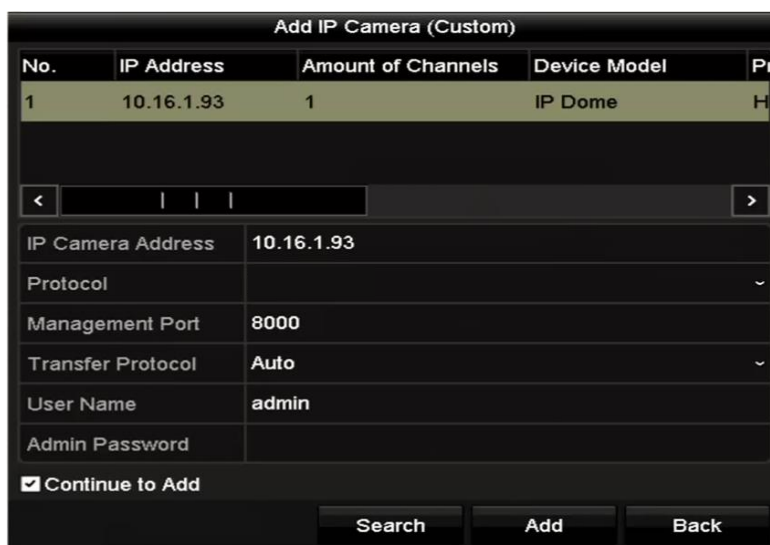 Add IP Camera (Custom)
No. IP Address Amount of Channels Device Model Pr
1 10.16.1.93 1 IP Dome H
IP Camera Address 10.16.1.93
Protocol
Management Port 8000
Transfer Protocol Auto
User Name admin
Admin Password
Continue to Add
Search Add Back